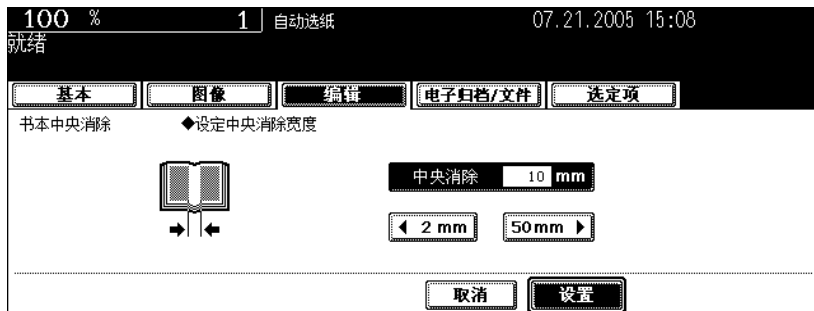 100 % 1 自动选纸 07.21.2005 15:08
就绪
基本 图像 编辑 电子归档/文件 选定项
书本中央消除 ◆设定中央消除宽度
中央消除 10 mm
2 mm 50 mm
取消 设置